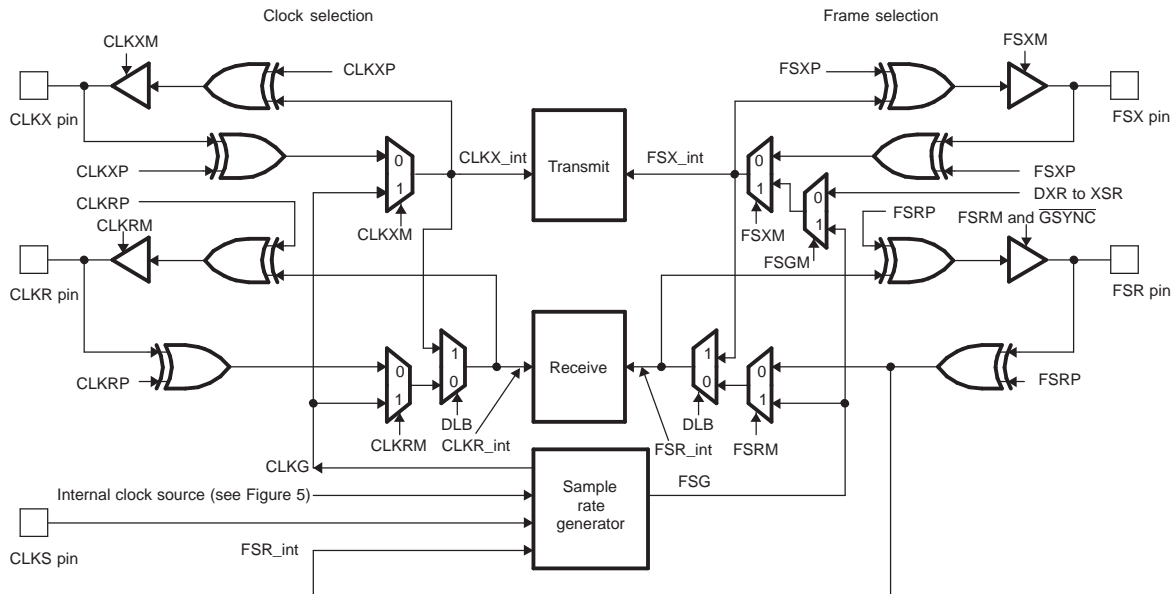 Clock selection
Frame selection
CLKXM
FSXM
CLKXP
FSXP
CLKX pin
FSX pin
CLKXP
0
1
CLKX_int
Transmit
FSX_int
0
1
FSXP
0
1
DXR to XSR
CLKRP
CLKXM
FSXM
FSRP
FSRM and GSYNC
CLKRM
FSGM
CLKR pin
FSR pin
CLKRP
0
1
1
0
Receive
1
0
0
1
FSRP
CLKRM
DLB
CLKR_int
DLB
FSR_int
FSRM
CLKG
Sample
rate
generator
FSG
Internal clock source (see Figure 5)
CLKS pin
FSR_int